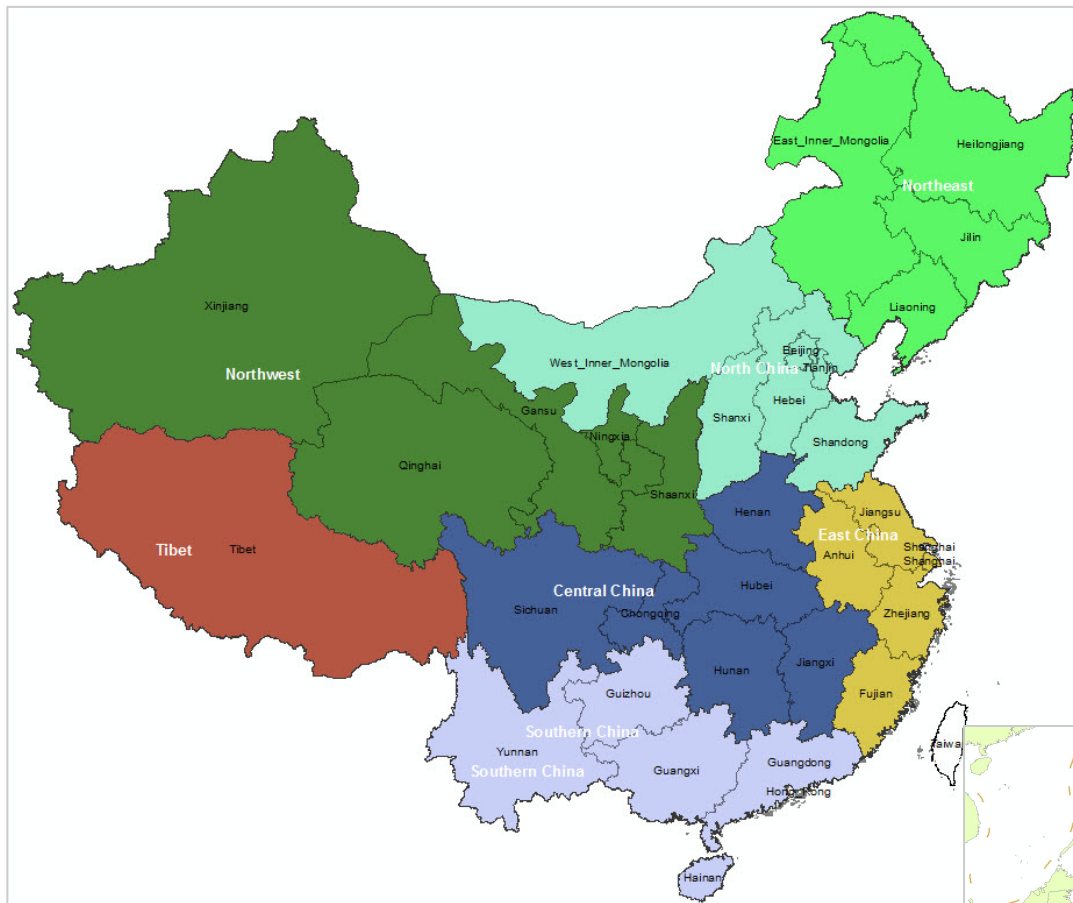 East_Inner_Mongolia
Heilongjiang
Northeast
Jilin
Xinjiang
Liaoning
Beijing
West_Inner_Mongolia
North China
Tianjin
Northwest
Hebei
Gansu
Shanxi
Ningxia
Shandong
Qinghai
Shaanxi
Henan
Jiangsu
East China
Tibet
Tibet
Anhui
Shanghai
Shanghai
Central China
Hubei
Sichuan
Chongqing
Zhejiang
Hunan
Jiangxi
Guizhou
Fujian
Southern China
Yunnan
Taiwa
Southern China
Guangxi
Guangdong
Hong_Kong
Hainan